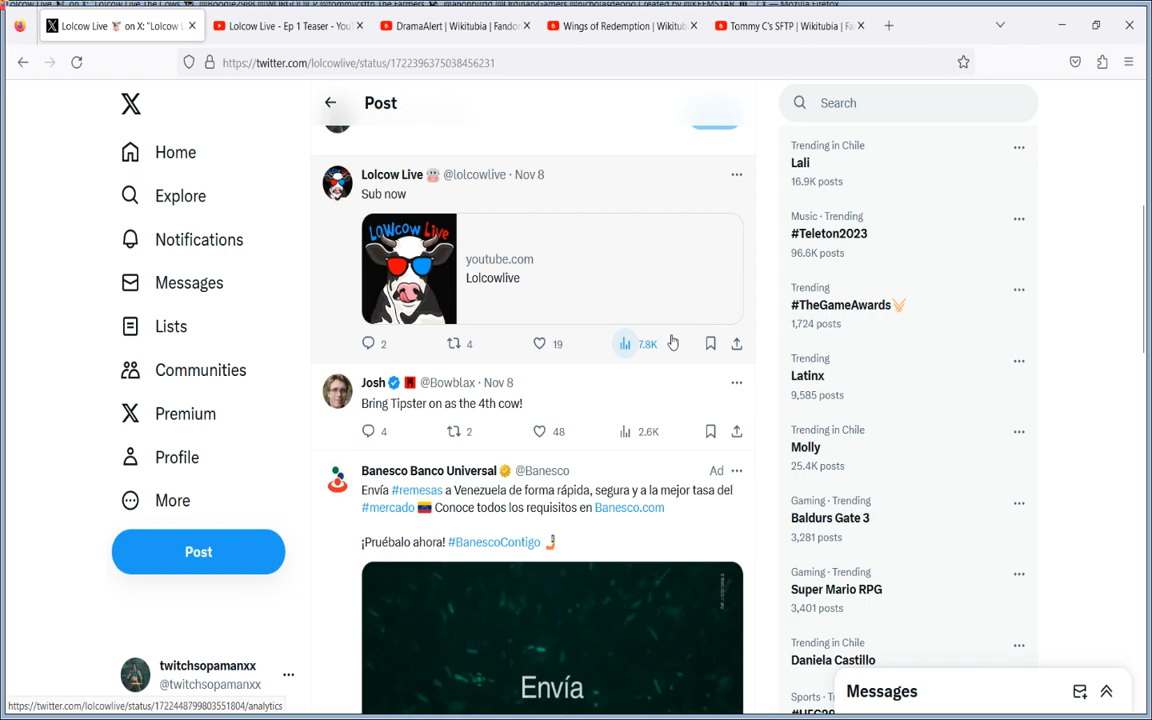 Lolcow Live on X: "Lolcow L
Lolcow Live - Ep 1 Teaser - You
DramaAlert | Wikitubia | Fandom
Wings of Redemption | Wikitub
Tommy C's SFTP | Wikitubia | Fa
https://twitter.com/lolcowlive/status/1722396375038456231
X
Post
Search
Home
Explore
Notifications
Messages
Lists
Communities
Premium
Profile
More
Post
twitchsopamanxx
@twitchsopamanxx
Lolcow Live @lolcowlive · Nov 8
Sub now
LOWCOW LIVE
youtube.com
Lolcowlive
2 4 19 7.8K
Josh @Bowblax · Nov 8
Bring Tipster on as the 4th cow!
4 2 48 2.6K
Banesco Banco Universal @Banesco Ad
Envía #remesas a Venezuela de forma rápida, segura y a la mejor tasa del
#mercado Conoce todos los requisitos en Banesco.com
¡Pruébalo ahora! #BanescoContigo
Envía
Trending in Chile
Lali
16.9K posts
Music · Trending
#Teleton2023
96.6K posts
Trending
#TheGameAwards
1,724 posts
Trending
Latinx
9,585 posts
Trending in Chile
Molly
25.4K posts
Gaming · Trending
Baldurs Gate 3
3,281 posts
Gaming · Trending
Super Mario RPG
3,401 posts
Trending in Chile
Daniela Castillo
Sports · Tr
Messages
https://twitter.com/lolcowlive/status/1722448799803551804/analytics